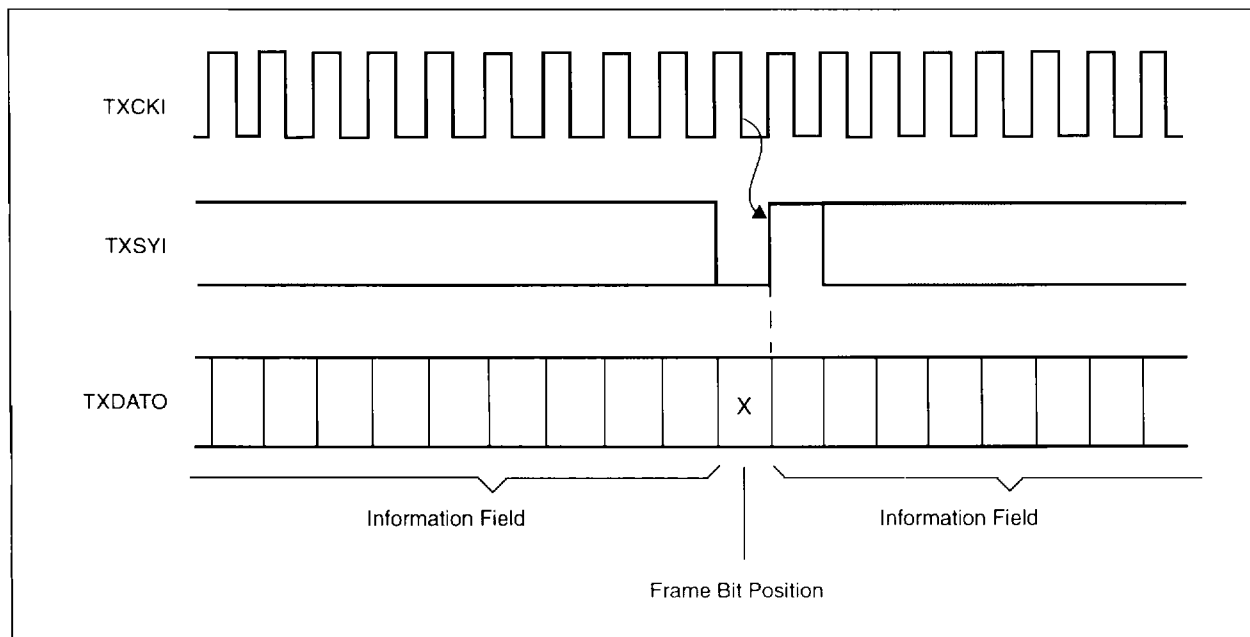 TXCKI
TXSYI
TXDATO
X
Information Field
Information Field
Frame Bit Position